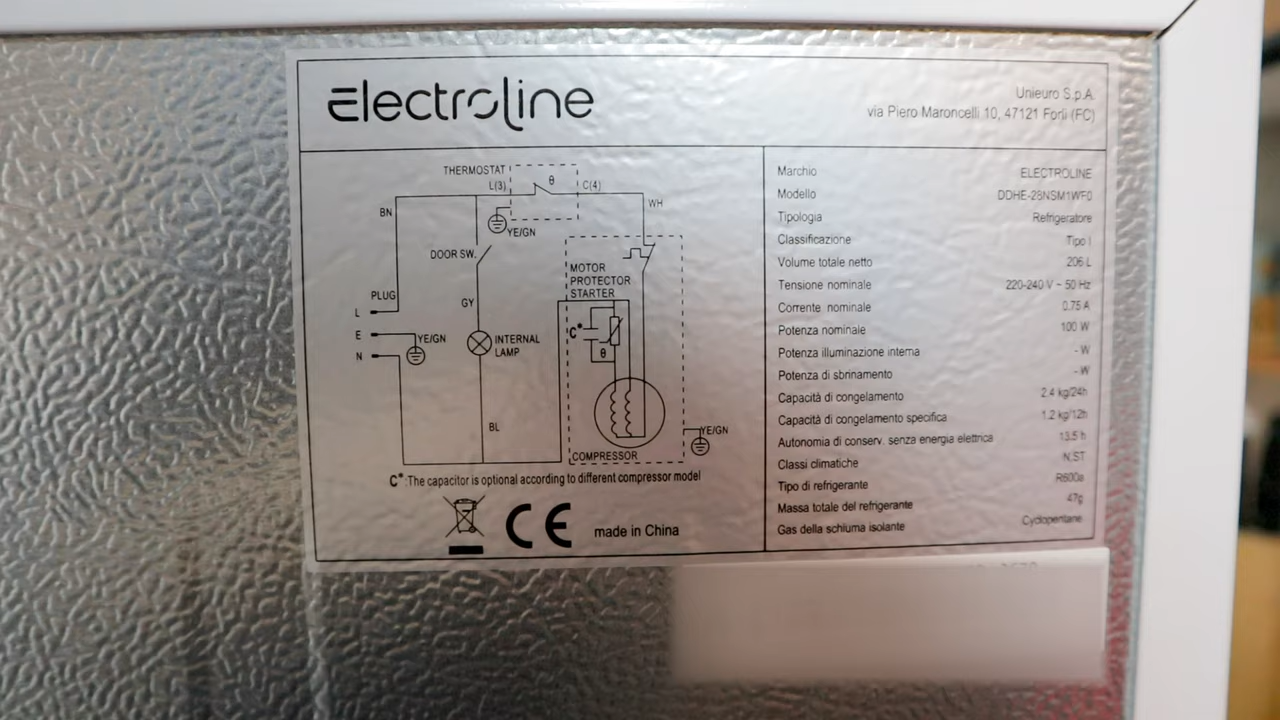 Electroline
Unieuro S.p.A.
via Piero Maroncelli 10, 47121 Forlì (FC)
THERMOSTAT
L(3)
θ
C(4)
BN
WH
YE/GN
DOOR SW.
MOTOR
PROTECTOR
STARTER
PLUG
GY
L
C*
E
YE/GN
INTERNAL
LAMP
N
θ
BL
YE/GN
COMPRESSOR
C*:The capacitor is optional according to different compressor model
CE
made in China
Marchio ELECTROLINE
Modello DDHE-28NSM1WF0
Tipologia Refrigeratore
Classificazione Tipo I
Volume totale netto 206 L
Tensione nominale 220-240 V ~ 50 Hz
Corrente nominale 0.75 A
Potenza nominale 100 W
Potenza illuminazione interna - W
Potenza di sbrinamento - W
Capacità di congelamento 2.4 kg/24h
Capacità di congelamento specifica 1.2 kg/12h
Autonomia di conserv. senza energia elettrica 13.5 h
Classi climatiche N,ST
Tipo di refrigerante R600a
Massa totale del refrigerante 47g
Gas della schiuma isolante Cyclopentane